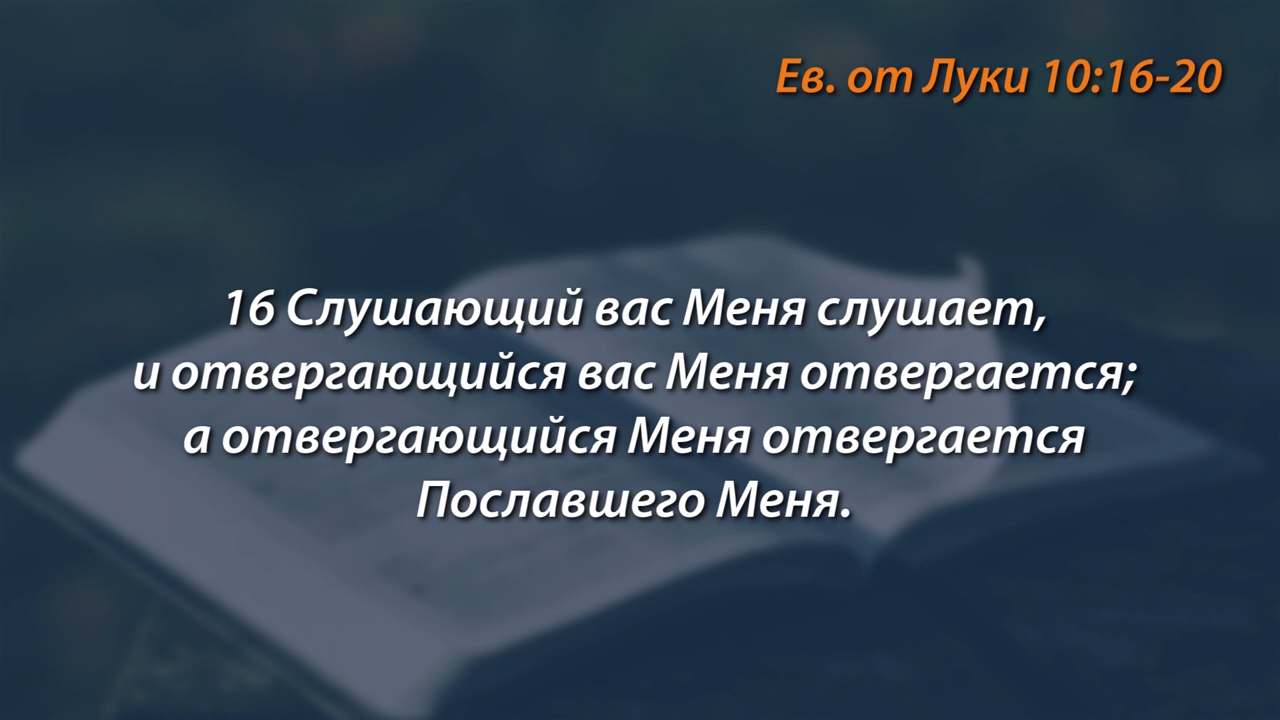 Ев. от Луки 10:16-20
16 Слушающий вас Меня слушает,
и отвергающийся вас Меня отвергается;
а отвергающийся Меня отвергается
Пославшего Меня.